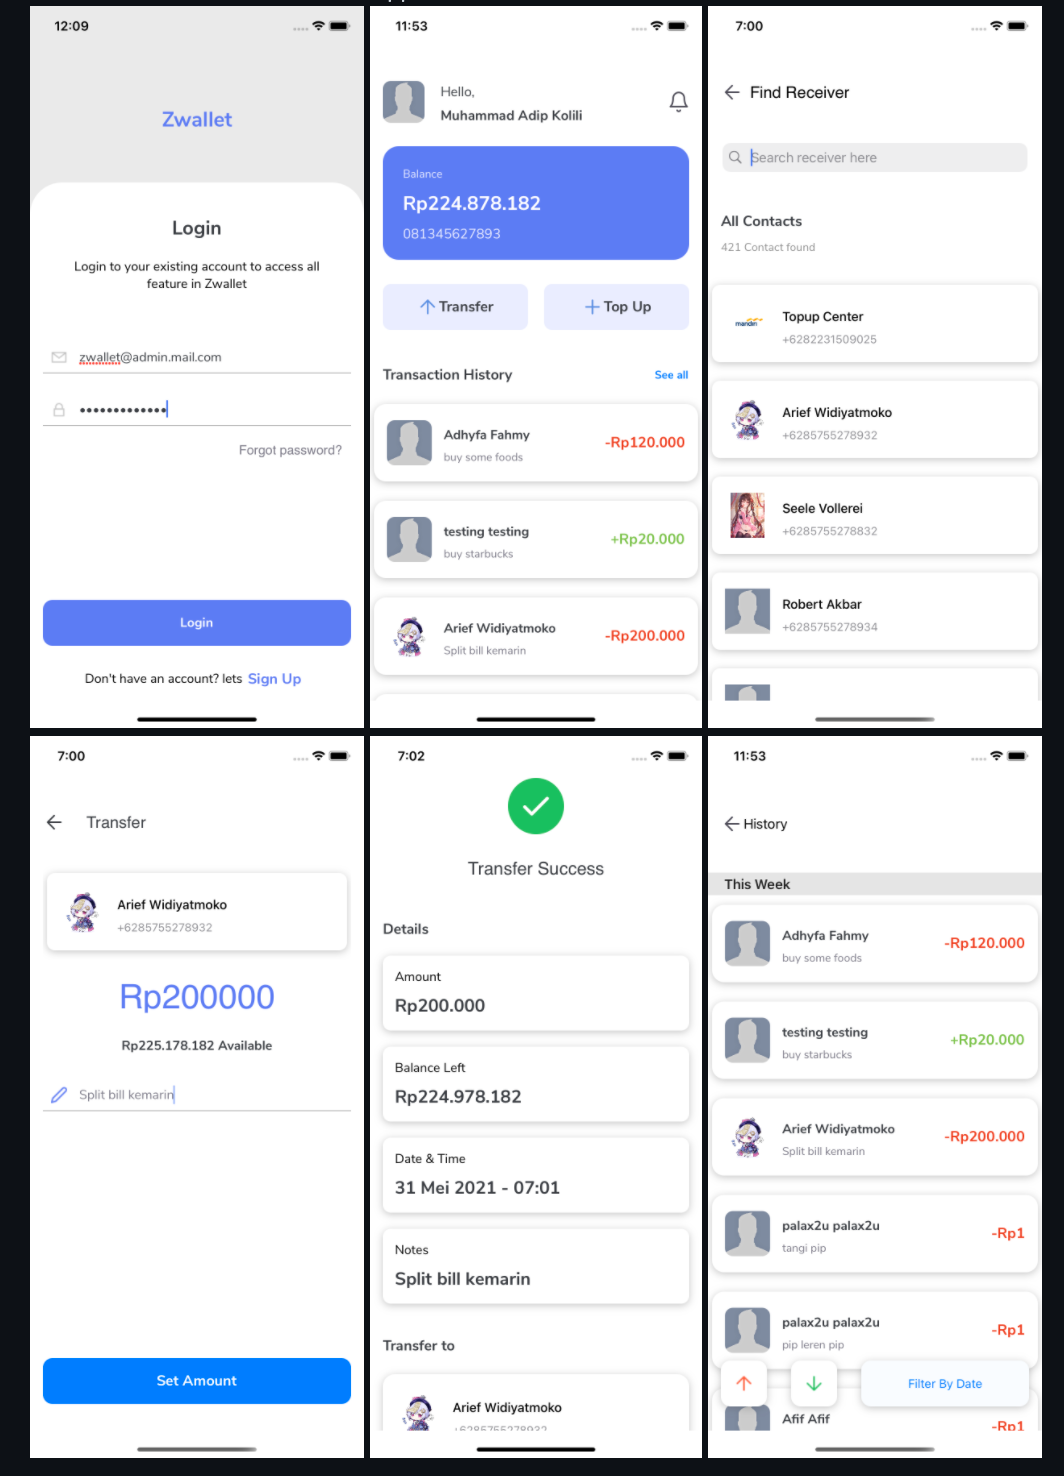 12:09
Zwallet
Login
Login to your existing account to access all
feature in Zwallet
zwallet@admin.mail.com
Forgot password?
Login
Don't have an account? lets Sign Up
11:53
Hello,
Muhammad Adip Kolili
Balance
Rp224.878.182
081345627893
Transfer
Top Up
Transaction History
See all
Adhyfa Fahmy
buy some foods
-Rp120.000
testing testing
buy starbucks
+Rp20.000
Arief Widiyatmoko
Split bill kemarin
-Rp200.000
7:00
Find Receiver
Search receiver here
All Contacts
421 Contact found
mandiri
Topup Center
+6282231509025
Arief Widiyatmoko
+6285755278932
Seele Vollerei
+6285755278832
Robert Akbar
+6285755278934
7:00
Transfer
Arief Widiyatmoko
+6285755278932
Rp200000
Rp225.178.182 Available
Split bill kemarin
Set Amount
7:02
Transfer Success
Details
Amount
Rp200.000
Balance Left
Rp224.978.182
Date & Time
31 Mei 2021 - 07:01
Notes
Split bill kemarin
Transfer to
Arief Widiyatmoko
+6285755278932
11:53
History
This Week
Adhyfa Fahmy
buy some foods
-Rp120.000
testing testing
buy starbucks
+Rp20.000
Arief Widiyatmoko
Split bill kemarin
-Rp200.000
palax2u palax2u
tangi pip
-Rp1
palax2u palax2u
pip leren pip
-Rp1
Filter By Date
Afif Afif
-Rp1